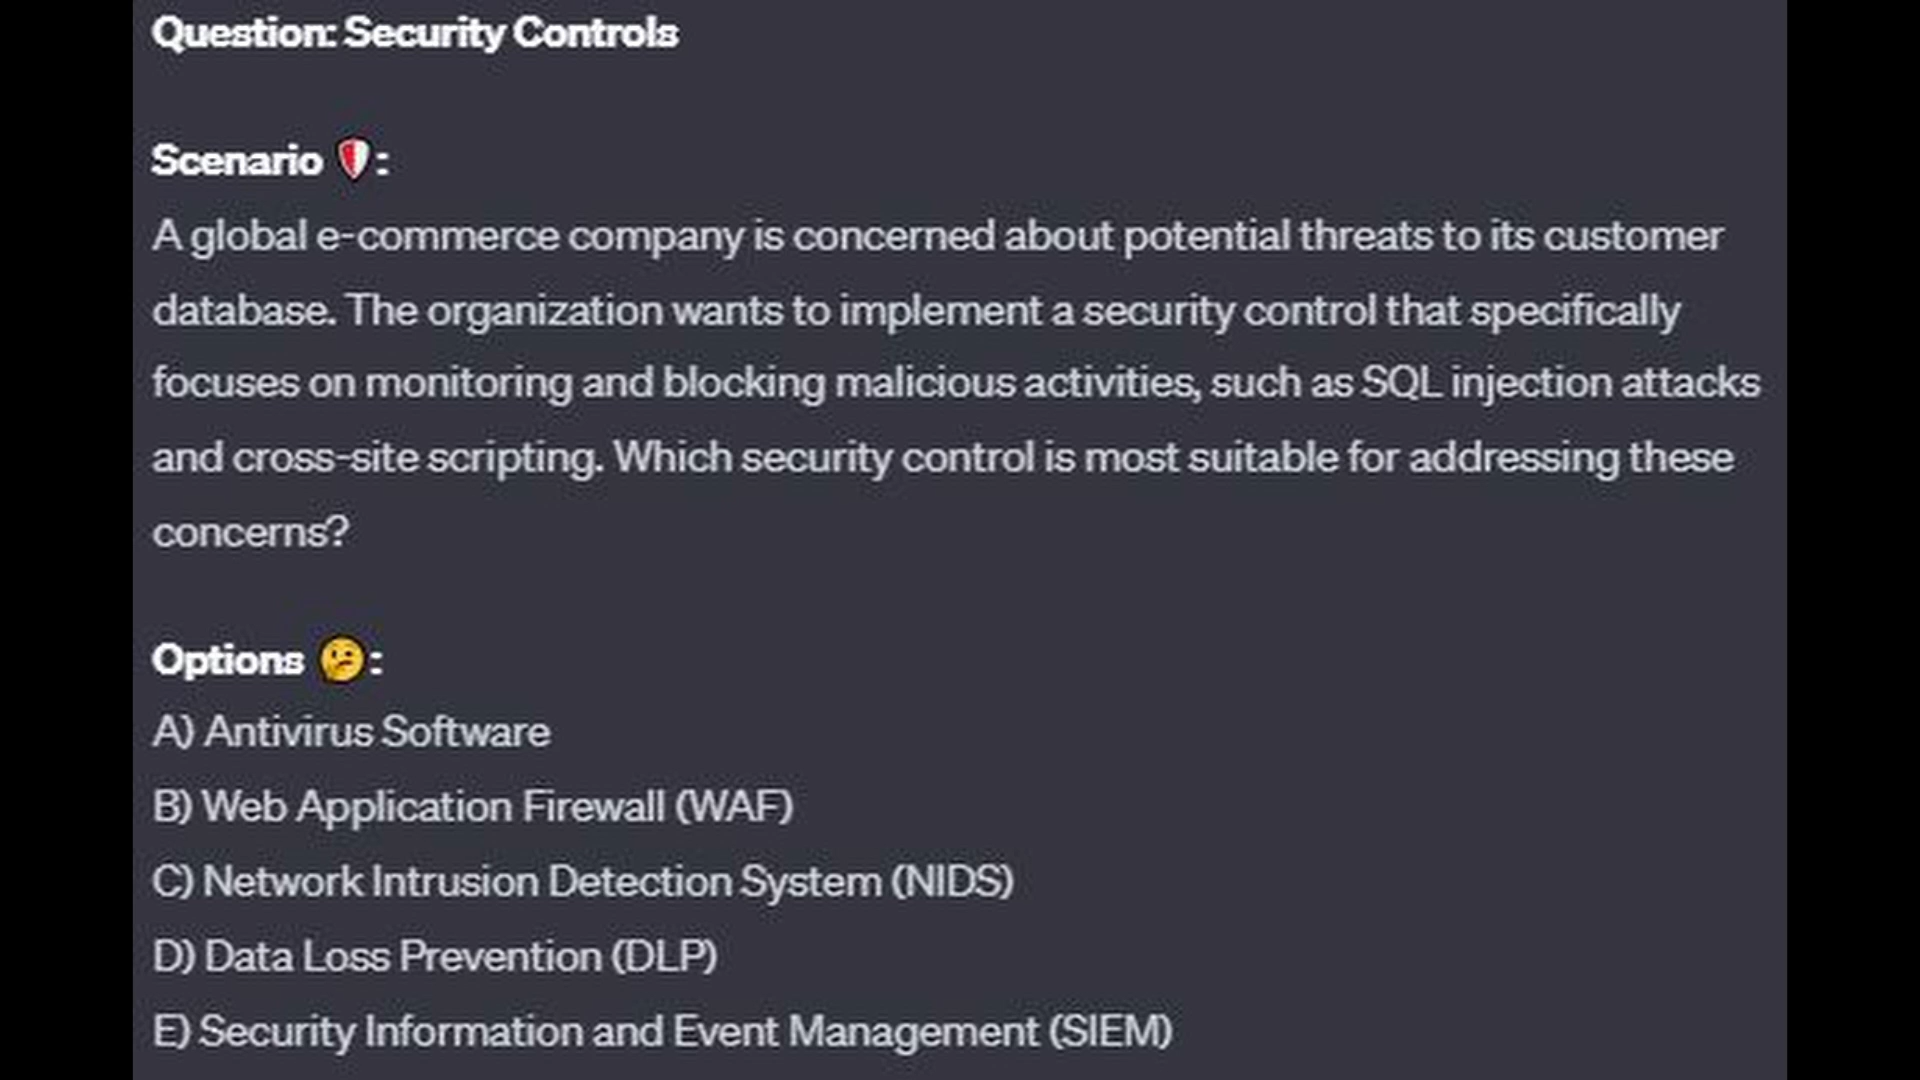 Question: Security Controls
Scenario 🛡️:
A global e-commerce company is concerned about potential threats to its customer
database. The organization wants to implement a security control that specifically
focuses on monitoring and blocking malicious activities, such as SQL injection attacks
and cross-site scripting. Which security control is most suitable for addressing these
concerns?
Options 🤔:
A) Antivirus Software
B) Web Application Firewall (WAF)
C) Network Intrusion Detection System (NIDS)
D) Data Loss Prevention (DLP)
E) Security Information and Event Management (SIEM)